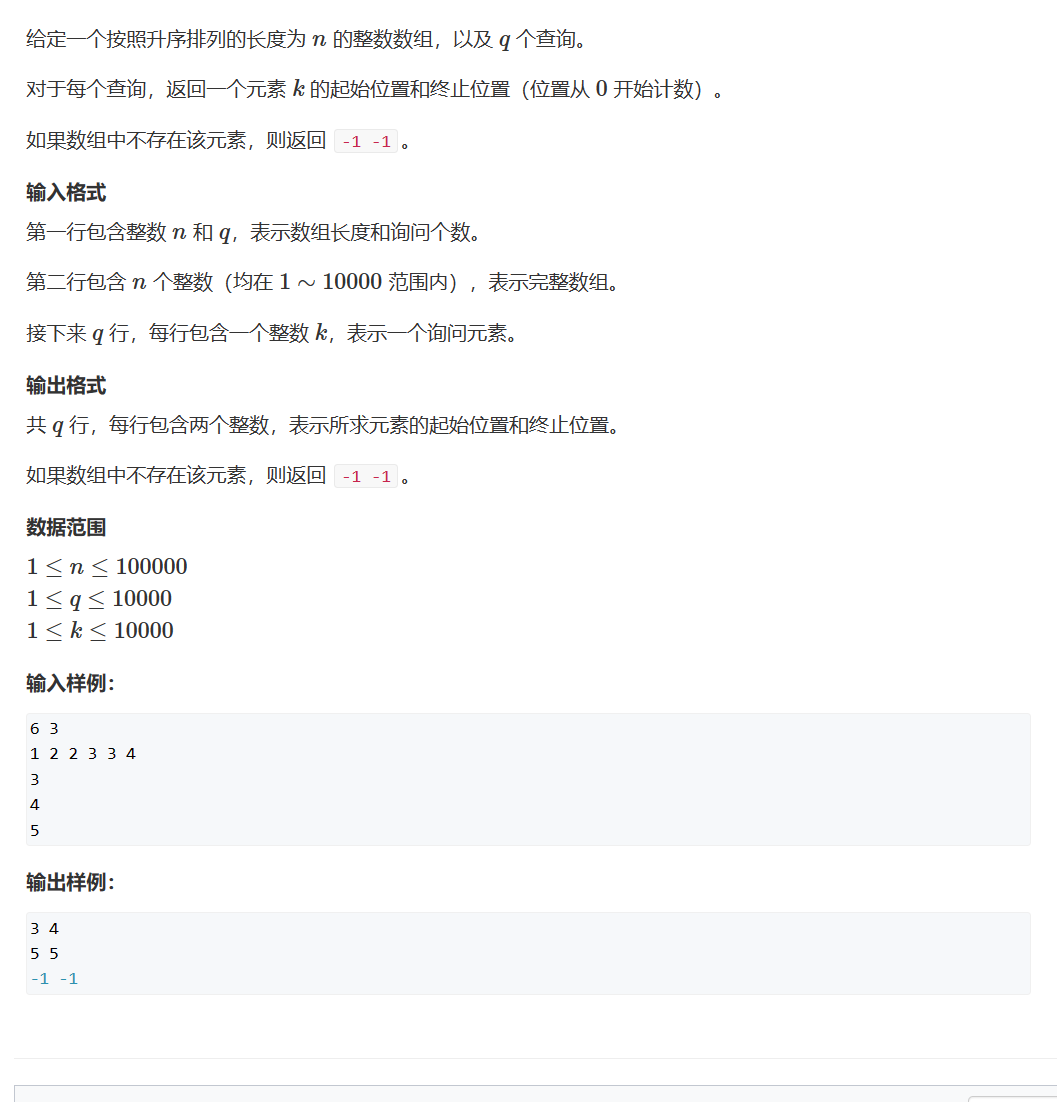 给定一个按照升序排列的长度为 n 的整数数组，以及 q 个查询。
对于每个查询，返回一个元素 k 的起始位置和终止位置（位置从 0 开始计数）。
如果数组中不存在该元素，则返回 -1 -1 。
输入格式
第一行包含整数 n 和 q，表示数组长度和询问个数。
第二行包含 n 个整数（均在 1 ∼ 10000 范围内），表示完整数组。
接下来 q 行，每行包含一个整数 k，表示一个询问元素。
输出格式
共 q 行，每行包含两个整数，表示所求元素的起始位置和终止位置。
如果数组中不存在该元素，则返回 -1 -1 。
数据范围
1 ≤ n ≤ 100000
1 ≤ q ≤ 10000
1 ≤ k ≤ 10000
输入样例：
6 3
1 2 2 3 3 4
3
4
5
输出样例：
3 4
5 5
-1 -1